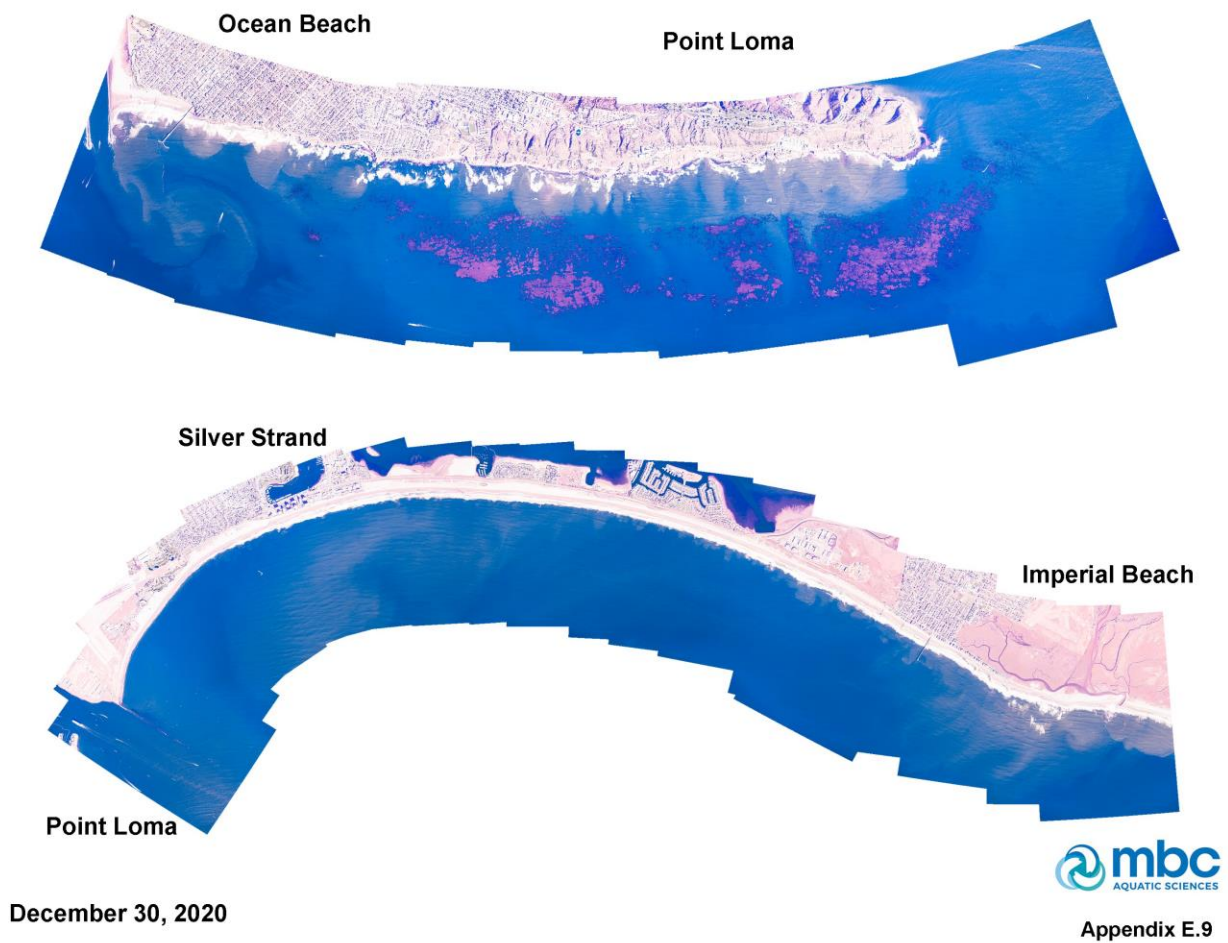 Ocean Beach
Point Loma
Silver Strand
Imperial Beach
Point Loma
mbc
AQUATIC SCIENCES
December 30, 2020
Appendix E.9